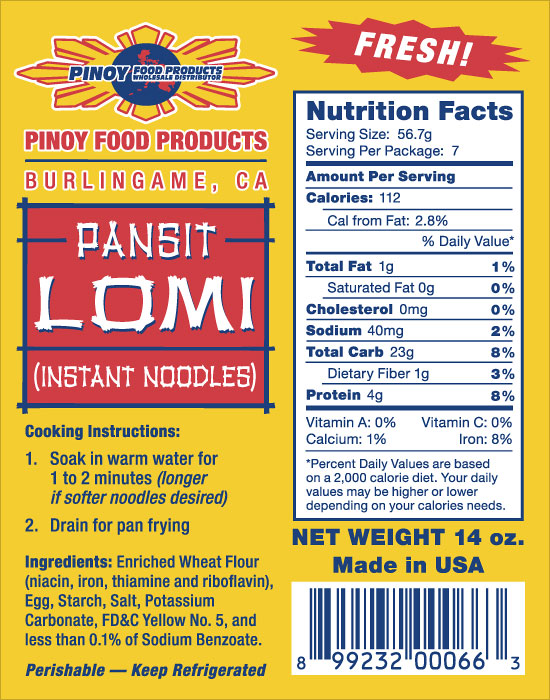 PINOY FOOD PRODUCTS
WHOLESALE DISTRIBUTOR
PINOY FOOD PRODUCTS
BURLINGAME, CA
PANSIT
LOMI
(INSTANT NOODLES)
Cooking Instructions:
1. Soak in warm water for
1 to 2 minutes (longer
if softer noodles desired)
2. Drain for pan frying
Ingredients: Enriched Wheat Flour
(niacin, iron, thiamine and riboflavin),
Egg, Starch, Salt, Potassium
Carbonate, FD&C Yellow No. 5, and
less than 0.1% of Sodium Benzoate.
Perishable — Keep Refrigerated
FRESH!
Nutrition Facts
Serving Size: 56.7g
Serving Per Package: 7
Amount Per Serving
Calories: 112
Cal from Fat: 2.8%
% Daily Value*
Total Fat 1g 1%
Saturated Fat 0g 0%
Cholesterol 0mg 0%
Sodium 40mg 2%
Total Carb 23g 8%
Dietary Fiber 1g 3%
Protein 4g 8%
Vitamin A: 0% Vitamin C: 0%
Calcium: 1% Iron: 8%
*Percent Daily Values are based
on a 2,000 calorie diet. Your daily
values may be higher or lower
depending on your calories needs.
NET WEIGHT 14 oz.
Made in USA
8 99232 00066 3